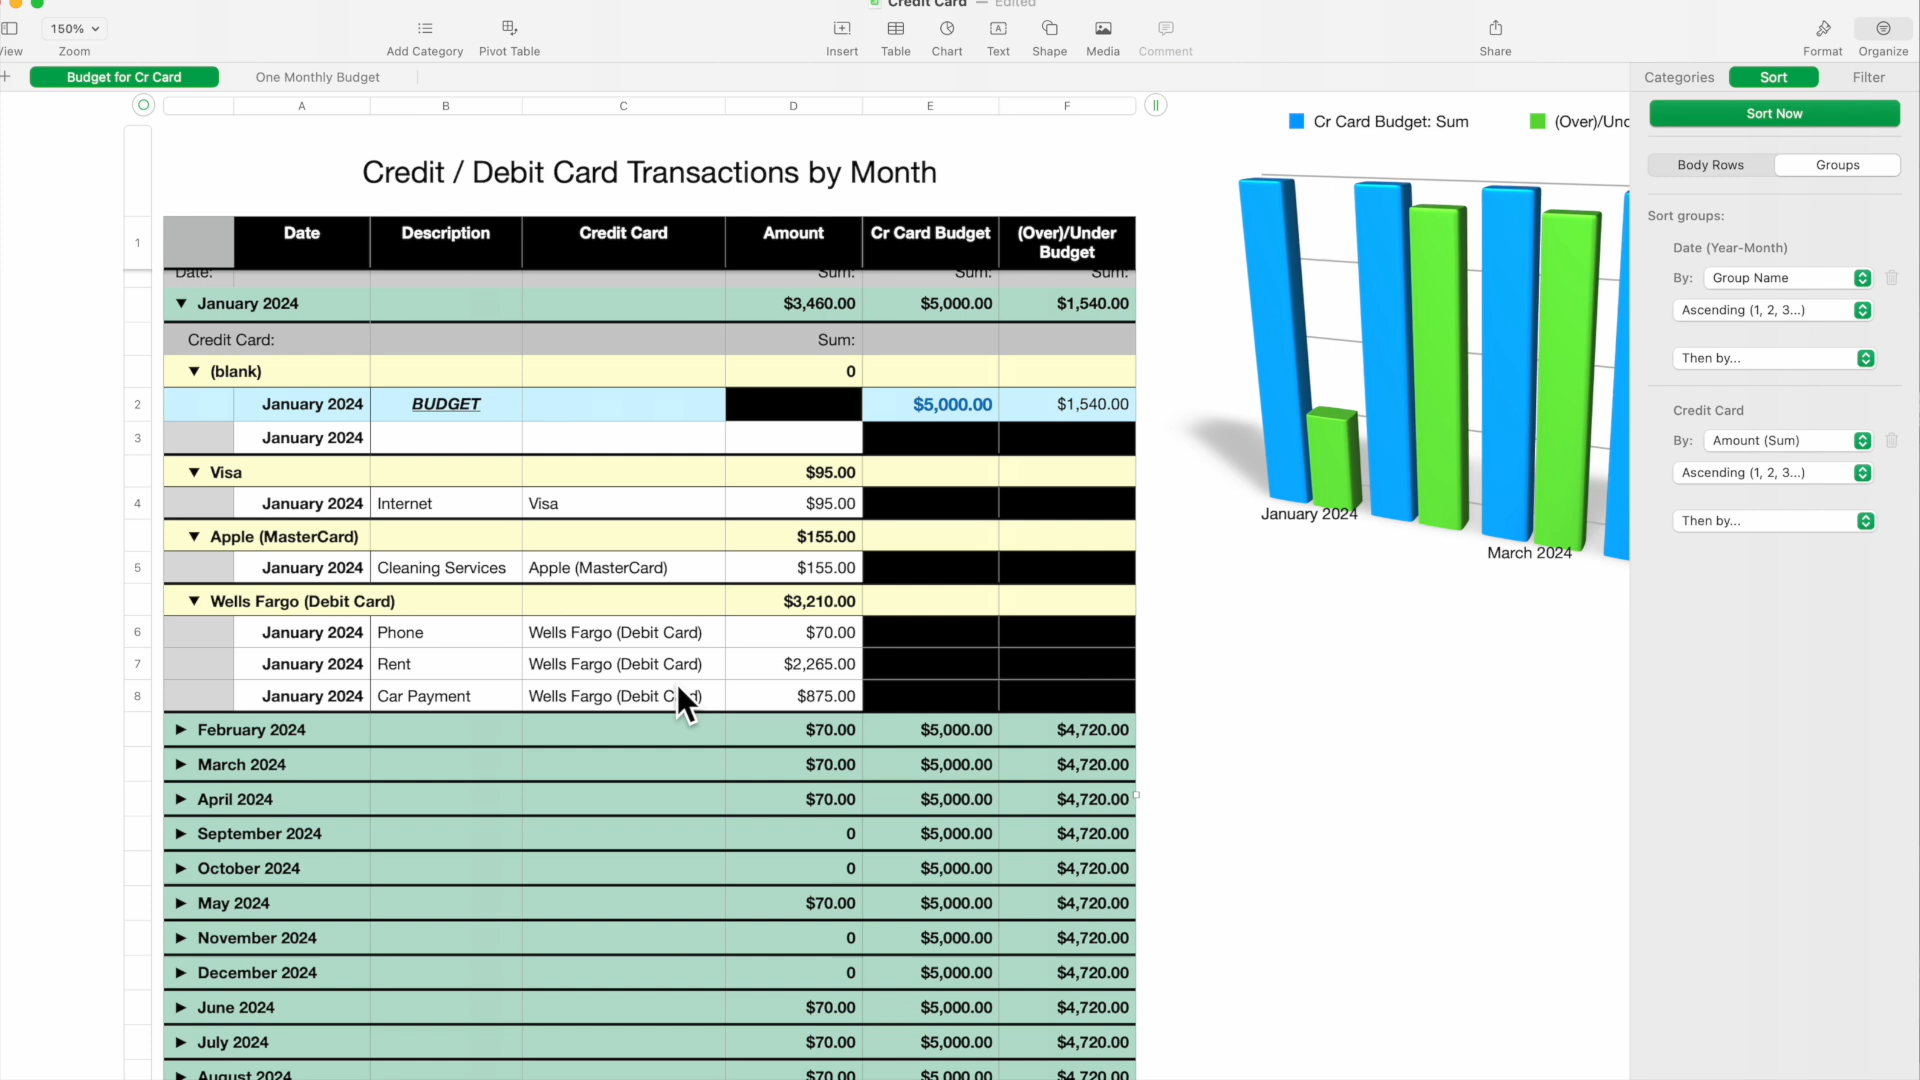 Credit Card — Edited
View
150%
Zoom
Add Category
Pivot Table
Insert
Table
Chart
Text
Shape
Media
Comment
Share
Format
Organize
+ Budget for Cr Card One Monthly Budget
Categories Sort Filter
A B C D E F
Sort Now
Body Rows Groups
Sort groups:
Date (Year-Month)
By: Group Name
Ascending (1, 2, 3...)
Then by...
Credit Card
By: Amount (Sum)
Ascending (1, 2, 3...)
Then by...
Cr Card Budget: Sum
January 2024
March 2024
Credit / Debit Card Transactions by Month
1 Date Description Credit Card Amount Cr Card Budget (Over)/Under
Budget
Date: Sum: Sum: Sum:
▼ January 2024 $3,460.00 $5,000.00 $1,540.00
Credit Card: Sum:
▼ (blank) 0
2 January 2024 BUDGET $5,000.00 $1,540.00
3 January 2024
▼ Visa $95.00
4 January 2024 Internet Visa $95.00
▼ Apple (MasterCard) $155.00
5 January 2024 Cleaning Services Apple (MasterCard) $155.00
▼ Wells Fargo (Debit Card) $3,210.00
6 January 2024 Phone Wells Fargo (Debit Card) $70.00
7 January 2024 Rent Wells Fargo (Debit Card) $2,265.00
8 January 2024 Car Payment Wells Fargo (Debit Card) $875.00
► February 2024 $70.00 $5,000.00 $4,720.00
► March 2024 $70.00 $5,000.00 $4,720.00
► April 2024 $70.00 $5,000.00 $4,720.00
► September 2024 0 $5,000.00 $4,720.00
► October 2024 0 $5,000.00 $4,720.00
► May 2024 $70.00 $5,000.00 $4,720.00
► November 2024 0 $5,000.00 $4,720.00
► December 2024 0 $5,000.00 $4,720.00
► June 2024 $70.00 $5,000.00 $4,720.00
► July 2024 $70.00 $5,000.00 $4,720.00
► August 2024 $70.00 $5,000.00 $4,720.00